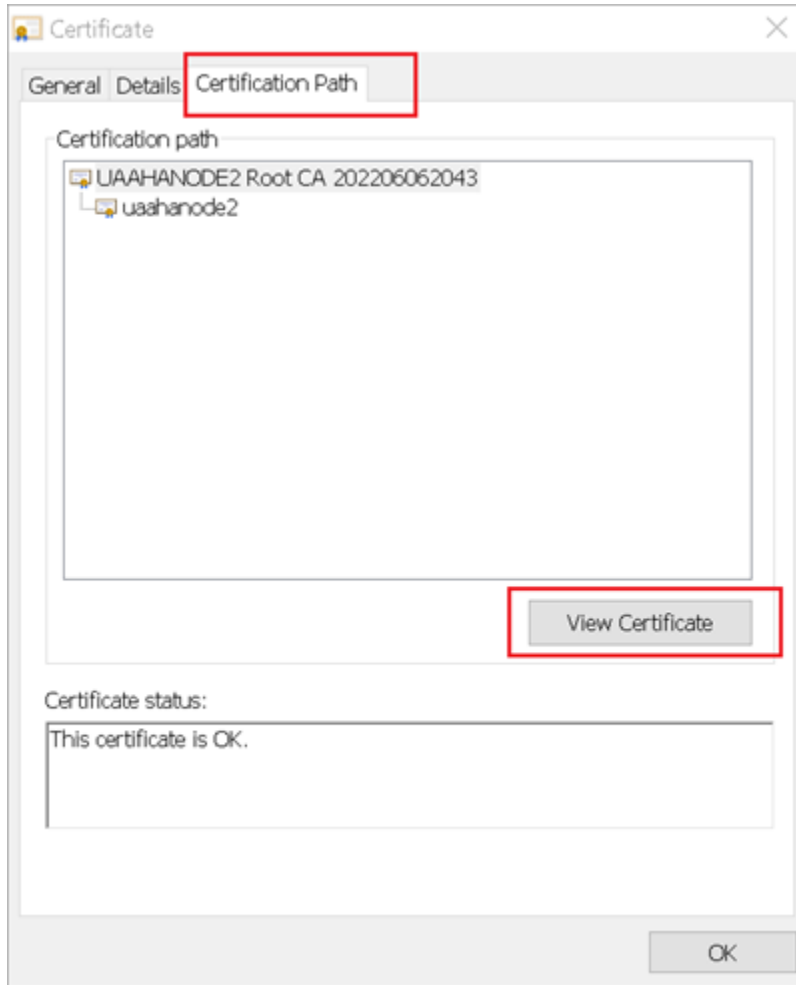 Certificate
General Details Certification Path
Certification path
UAAHANODE2 Root CA 202206062043
uaahanode2
View Certificate
Certificate status:
This certificate is OK.
OK